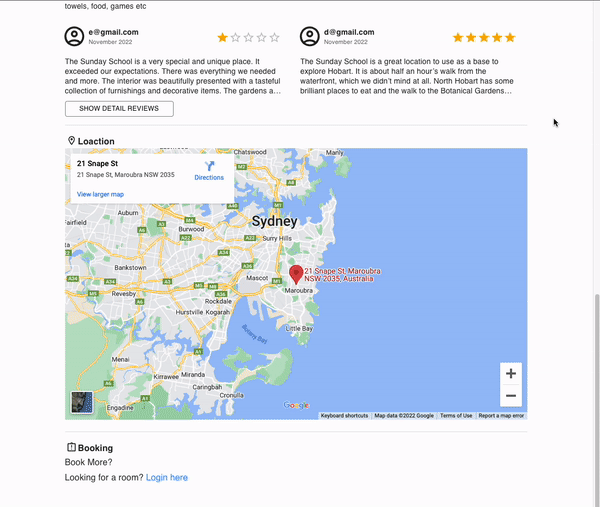 towels, food, games etc
e@gmail.com
November 2022
The Sunday School is a very special and unique place. It
exceeded our expectations. There was everything we needed
and more. The interior was beautifully presented with a tasteful
collection of furnishings and decorative items. The gardens a...
d@gmail.com
November 2022
The Sunday School is a great location to use as a base to
explore Hobart. It is about half an hour's walk from the
waterfront, which we didn't mind at all. North Hobart has some
brilliant places to eat and the walk to the Botanical Gardens...
SHOW DETAIL REVIEWS
Loaction
21 Snape St
21 Snape St, Maroubra NSW 2035
Directions
View larger map
Chatswood
Manly
Auburn
Fairfield
Burwood
Sydney
Surry Hills
Bankstown
Mascot
21 Snape St, Maroubra
NSW 2035, Australia
Maroubra
Revesby
Rockdale
Hurstville
Kogarah
Little Bay
Botany Bay
Menai
Kirrawee
Miranda
Caringbah
Cronulla
Engadine
Google
Keyboard shortcuts
Map data ©2022 Google
Terms of Use
Report a map error
Booking
Book More?
Looking for a room? Login here